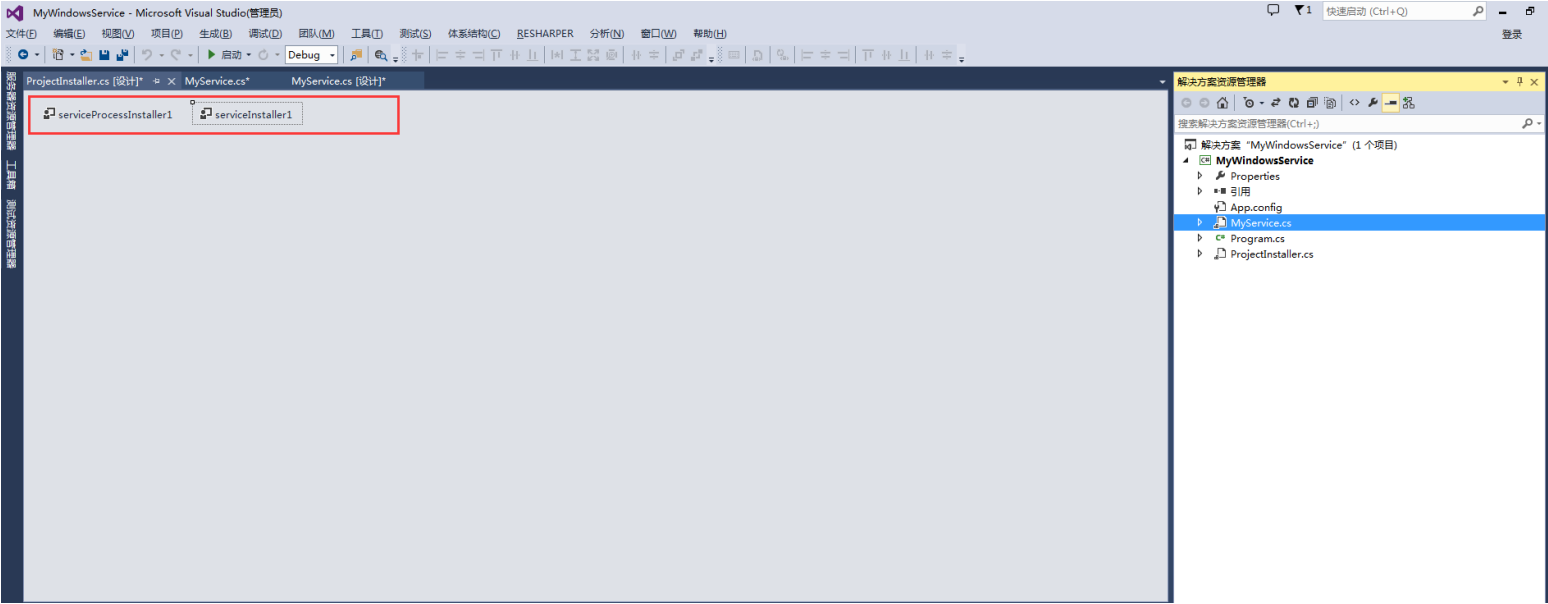 MyWindowsService - Microsoft Visual Studio(管理员)
1
快速启动 (Ctrl+Q)
文件(F) 编辑(E) 视图(V) 项目(P) 生成(B) 调试(D) 团队(M) 工具(T) 测试(S) 体系结构(C) RESHARPER 分析(N) 窗口(W) 帮助(H)
登录
启动 Debug
ProjectInstaller.cs [设计]* MyService.cs* MyService.cs [设计]*
服务器资源管理器
工具箱
测试资源管理器
serviceProcessInstaller1 serviceInstaller1
解决方案资源管理器
搜索解决方案资源管理器(Ctrl+;)
解决方案 "MyWindowsService" (1 个项目)
C# MyWindowsService
Properties
引用
App.config
MyService.cs
C# Program.cs
ProjectInstaller.cs